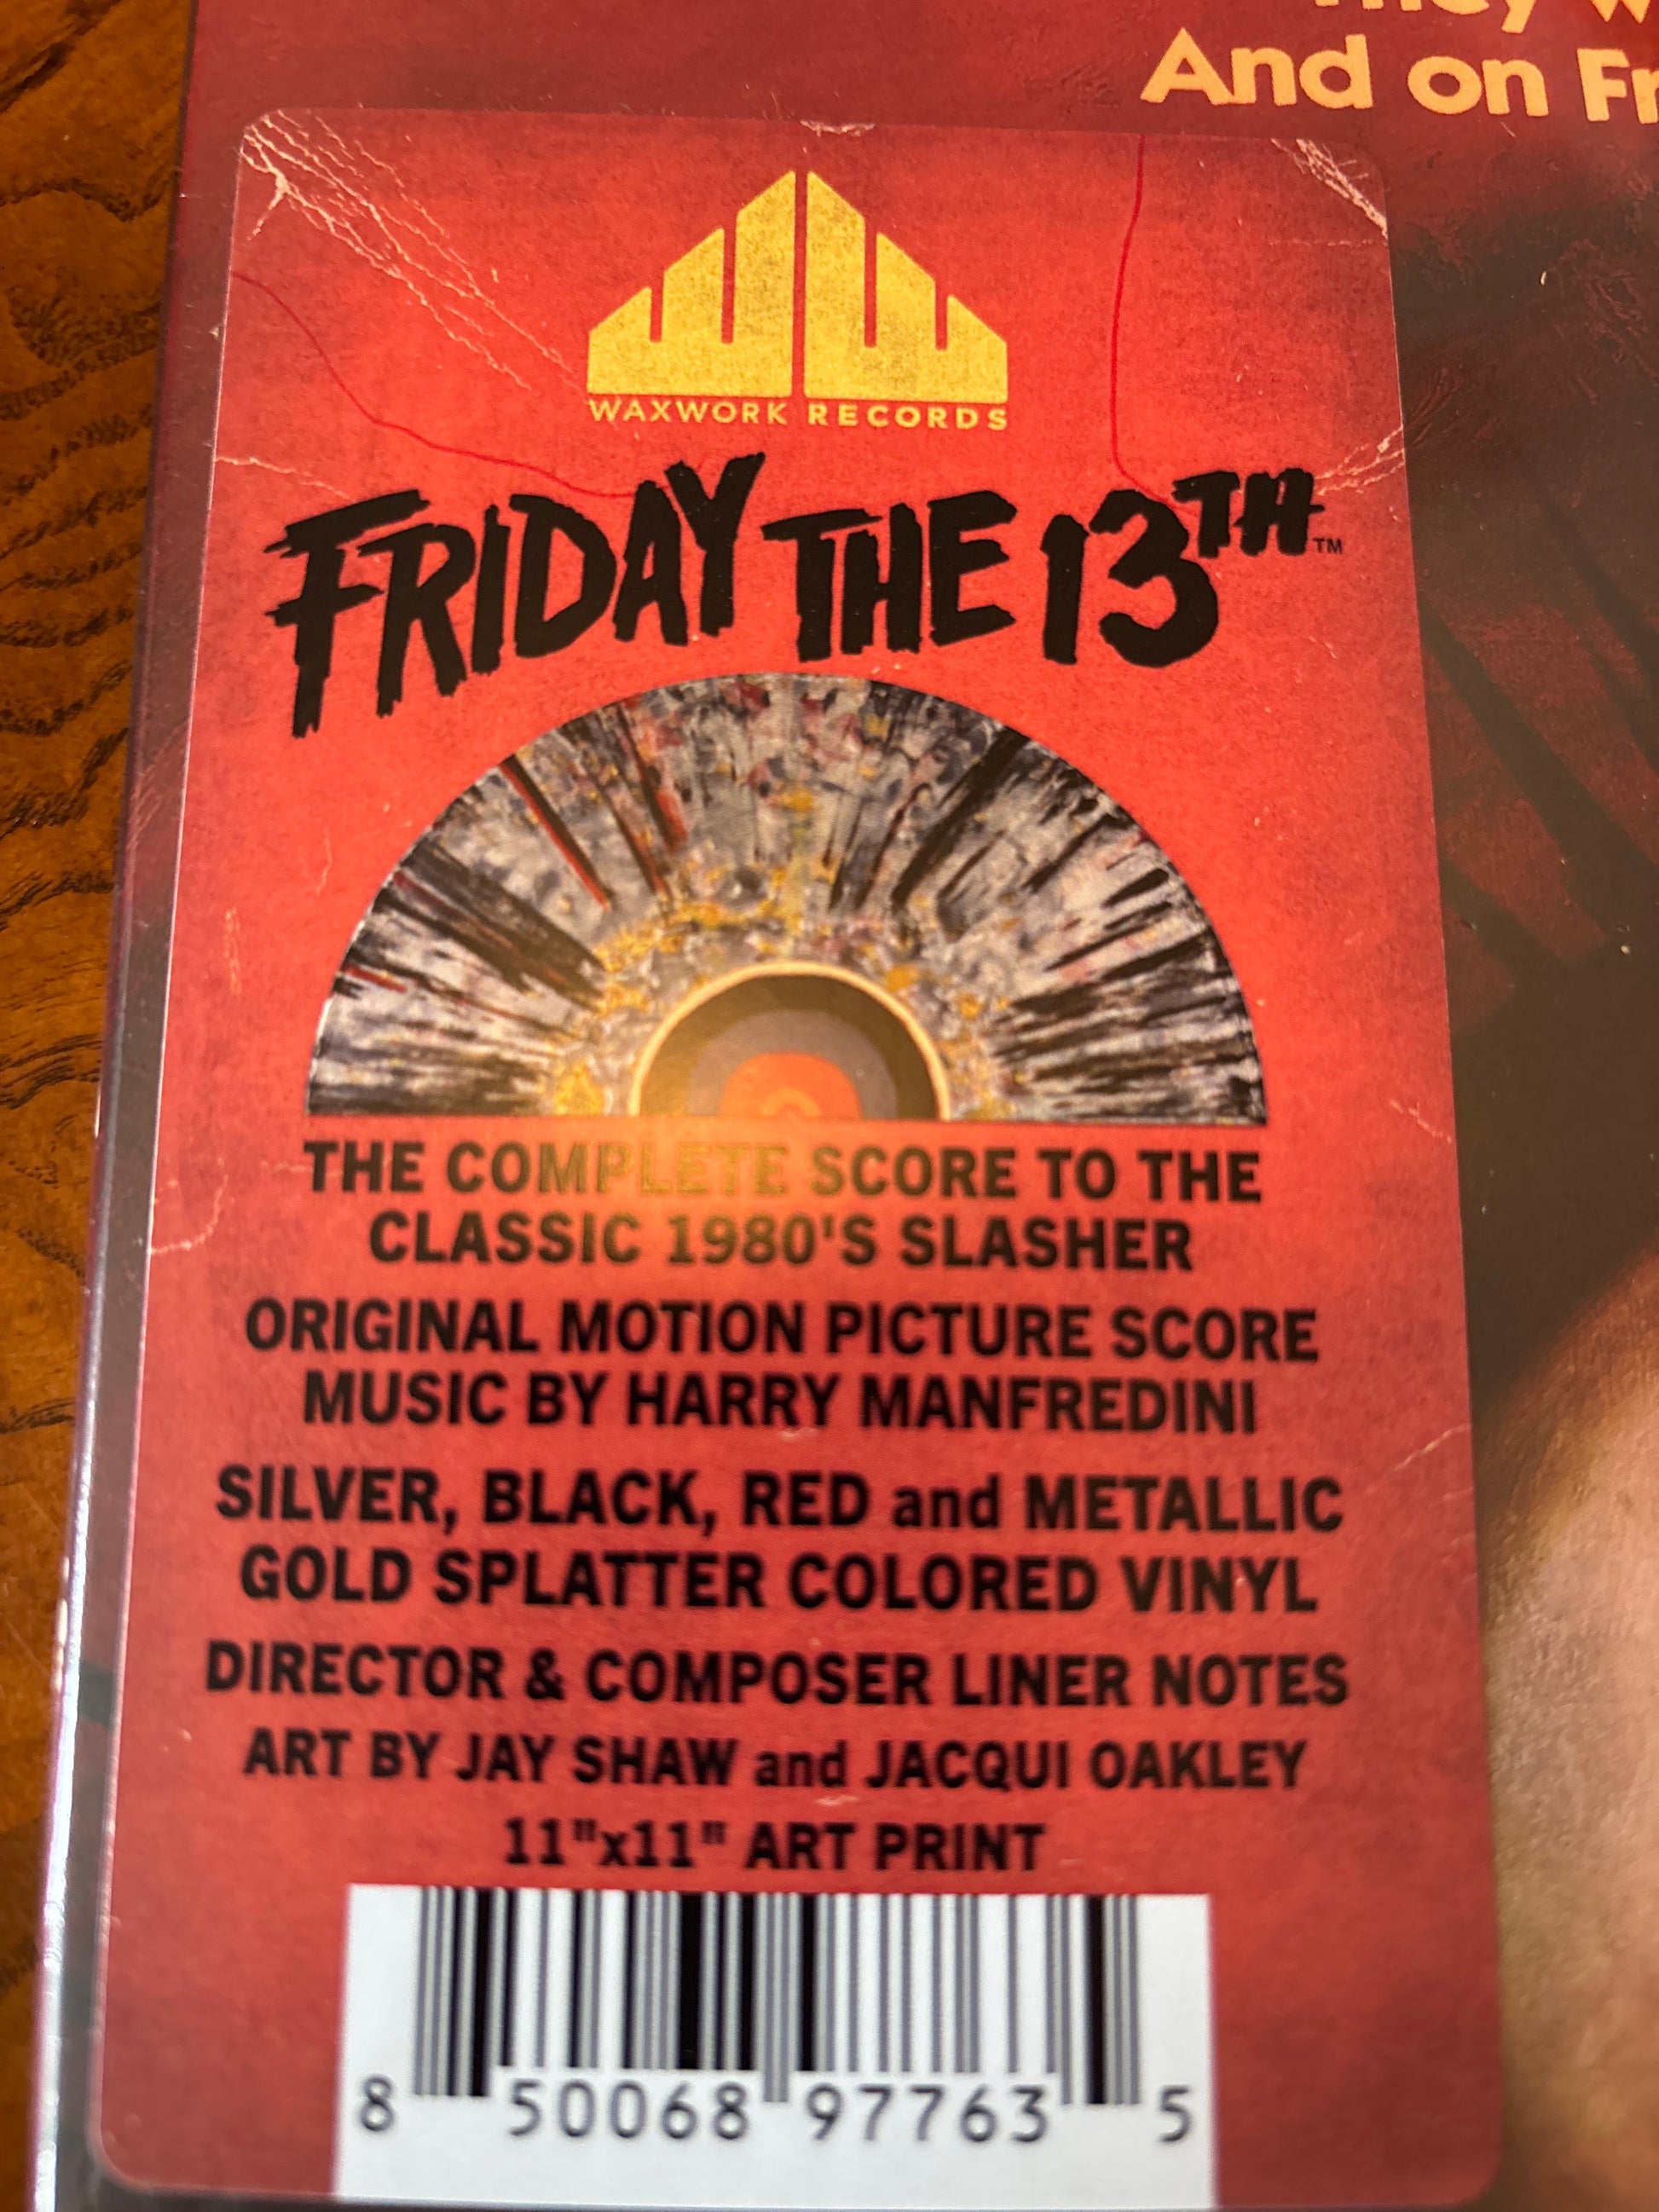 And on
WAXWORK RECORDS
FRIDAY THE 13TH™
THE COMPLETE SCORE TO THE
CLASSIC 1980'S SLASHER
ORIGINAL MOTION PICTURE SCORE
MUSIC BY HARRY MANFREDINI
SILVER, BLACK, RED and METALLIC
GOLD SPLATTER COLORED VINYL
DIRECTOR & COMPOSER LINER NOTES
ART BY JAY SHAW and JACQUI OAKLEY
11"x11" ART PRINT
8 50068 97763 5